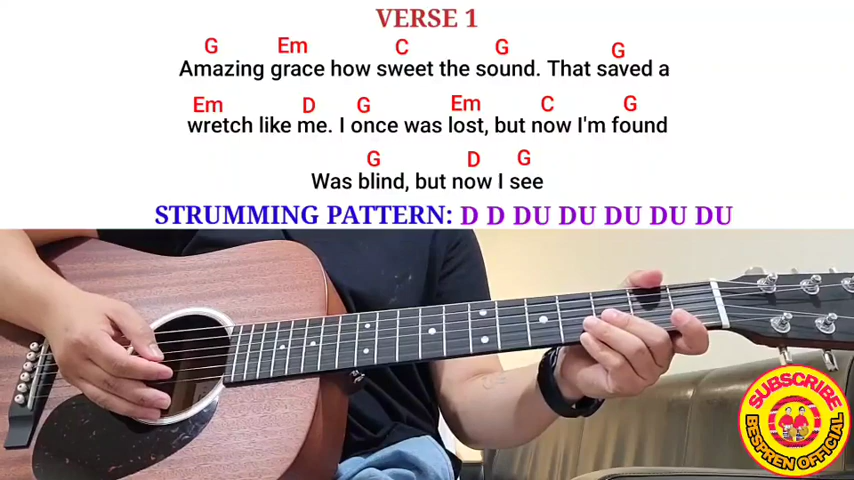 VERSE 1
G Em C G G
Amazing grace how sweet the sound. That saved a
Em D G Em C G
wretch like me. I once was lost, but now I'm found
G D G
Was blind, but now I see
STRUMMING PATTERN: D D DU DU DU DU DU
SUBSCRIBE
BESPREN OFFICIAL